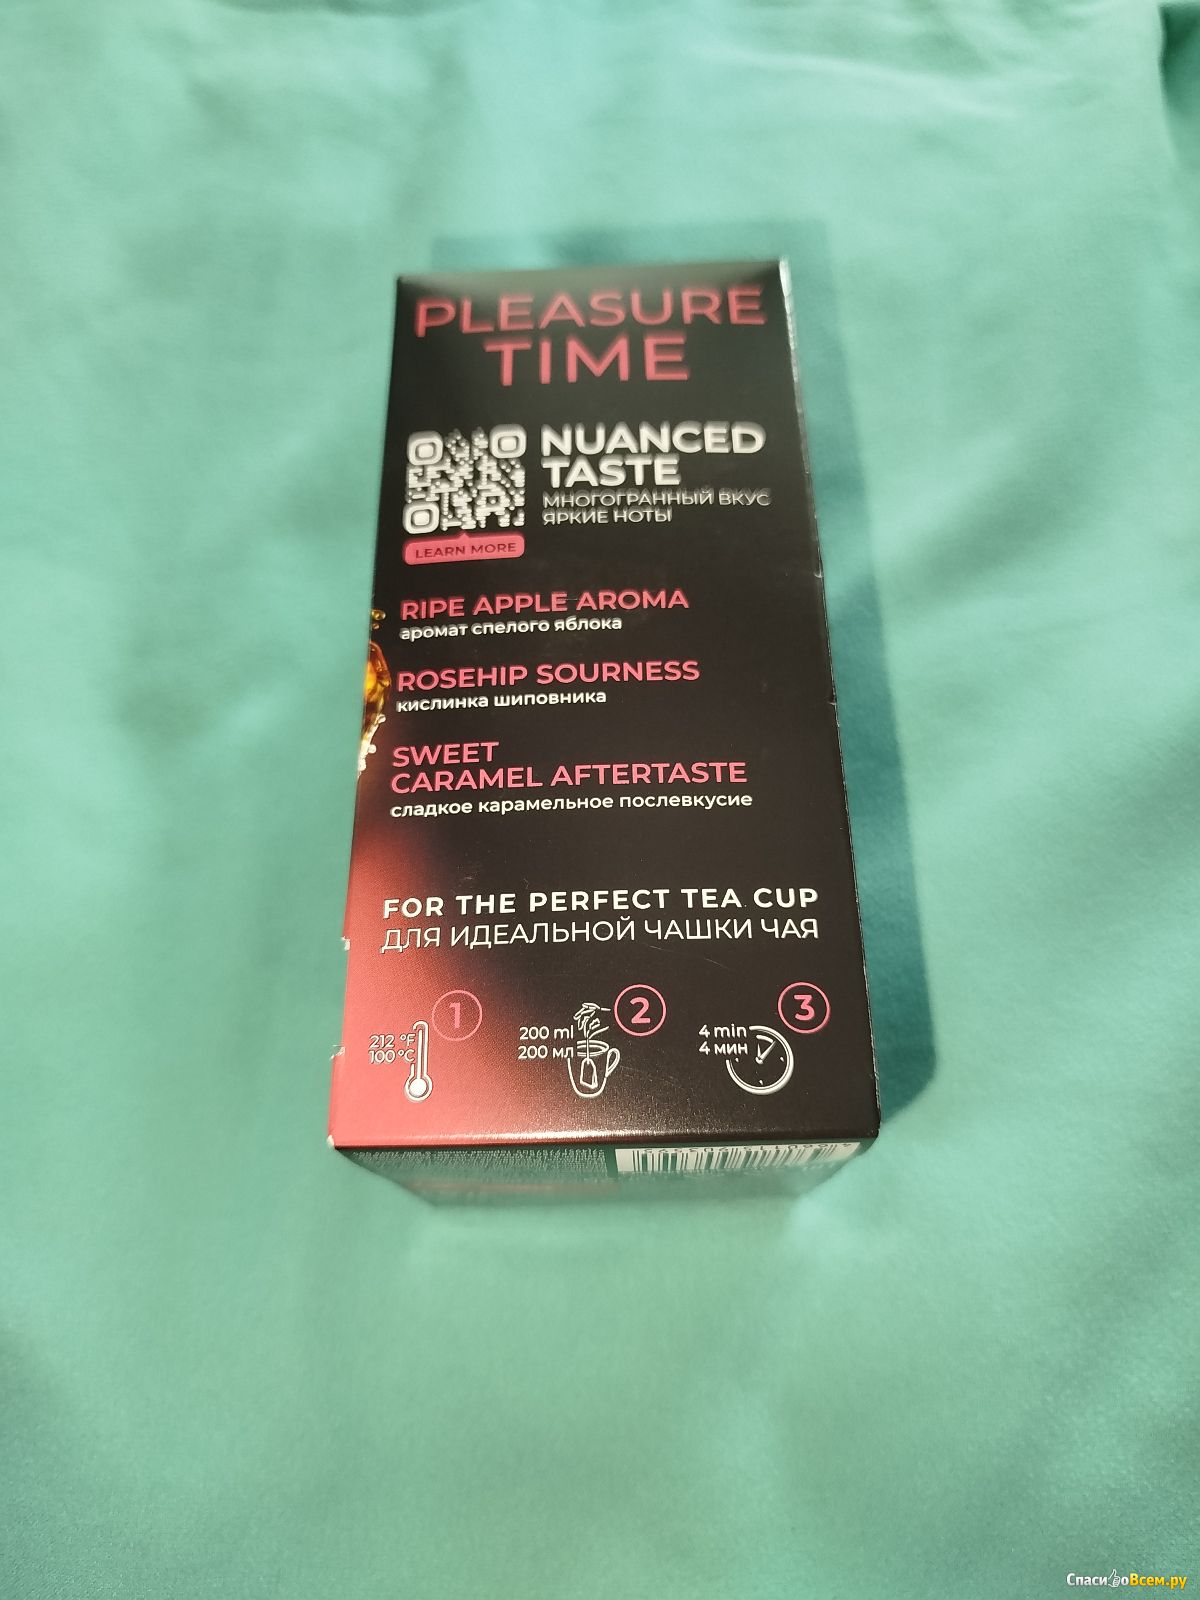 PLEASURE
TIME
NUANCED
TASTE
МНОГОГРАННЫЙ ВКУС
ЯРКИЕ НОТЫ
LEARN MORE
RIPE APPLE AROMA
аромат спелого яблока
ROSEHIP SOURNESS
кислинка шиповника
SWEET
CARAMEL AFTERTASTE
сладкое карамельное послевкусие
FOR THE PERFECT TEA CUP
ДЛЯ ИДЕАЛЬНОЙ ЧАШКИ ЧАЯ
1
212 °F
100 °C
2
200 ml
200 мл
3
4 min
4 мин
СпасибоВсем.ру